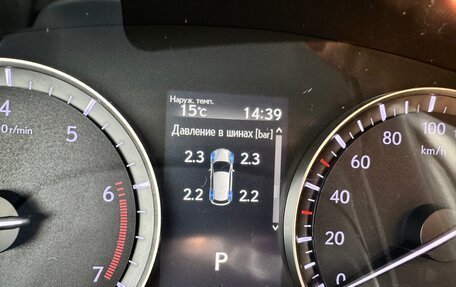 Наруж. темп.
15°C 14:39
Давление в шинах [bar]
2.3 2.3
2.2 2.2
P
4
5
6
7
0 r/min
100
80
60
40
20
0
km/h